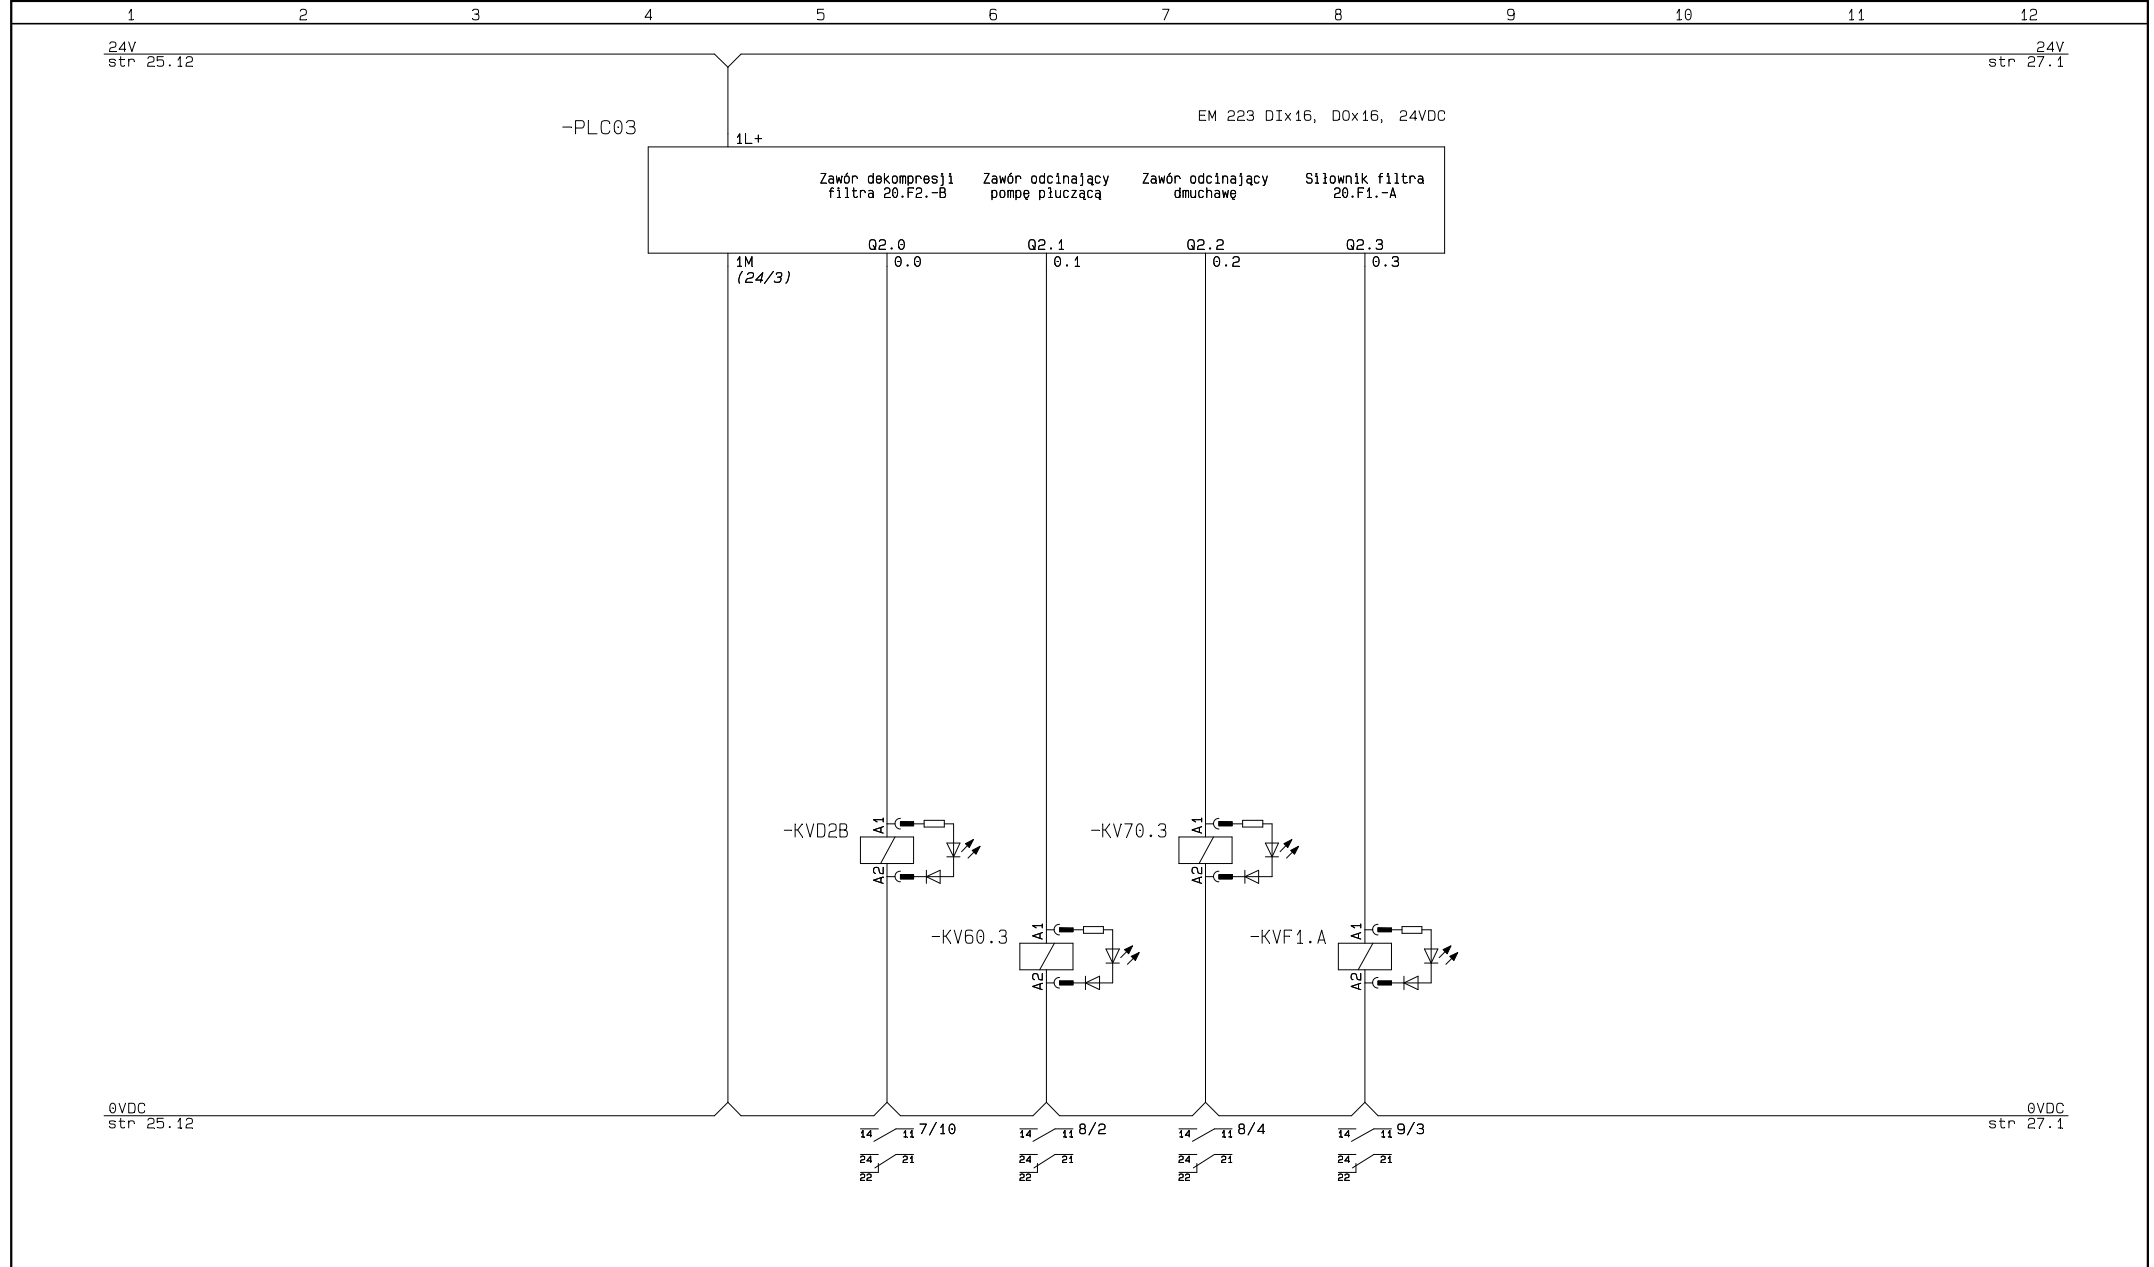 1 2 3 4 5 6 7 8 9 10 11 12
24V 24V
str 25.12 str 27.1
EM 223 DIx16, DOx16, 24VDC
-PLC03
1L+
Zawór dekompresji Zawór odcinający Zawór odcinający Siłownik filtra
filtra 20.F2.-B pompę płuczącą dmuchawę 20.F1.-A
Q2.0 Q2.1 Q2.2 Q2.3
1M 0.0 0.1 0.2 0.3
(24/3)
A1 A1
-KVD2B -KV70.3
A2 A2
A1 A1
-KV60.3 -KVF1.A
A2 A2
0VDC 0VDC
str 25.12 str 27.1
14 11 7/10 14 11 8/2 14 11 8/4 14 11 9/3
24 21 24 21 24 21 24 21
22 22 22 22